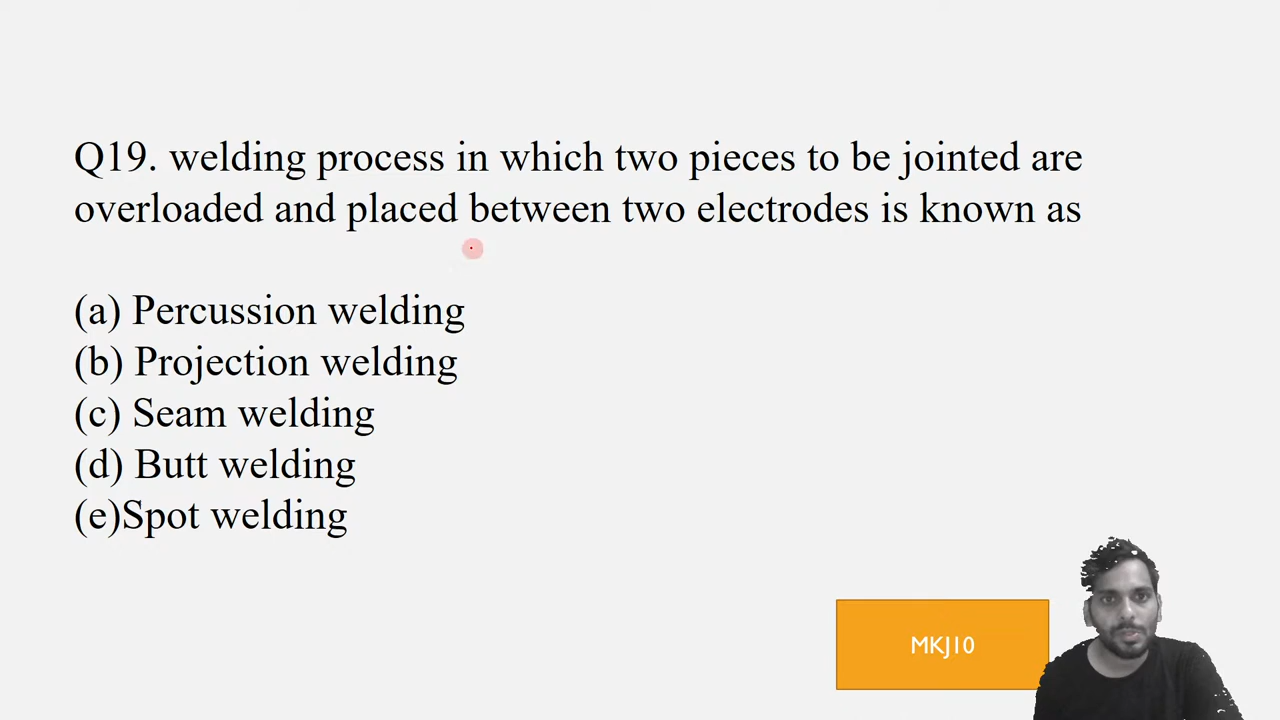 Q19. welding process in which two pieces to be jointed are
overloaded and placed between two electrodes is known as
(a) Percussion welding
(b) Projection welding
(c) Seam welding
(d) Butt welding
(e)Spot welding
MKJ10